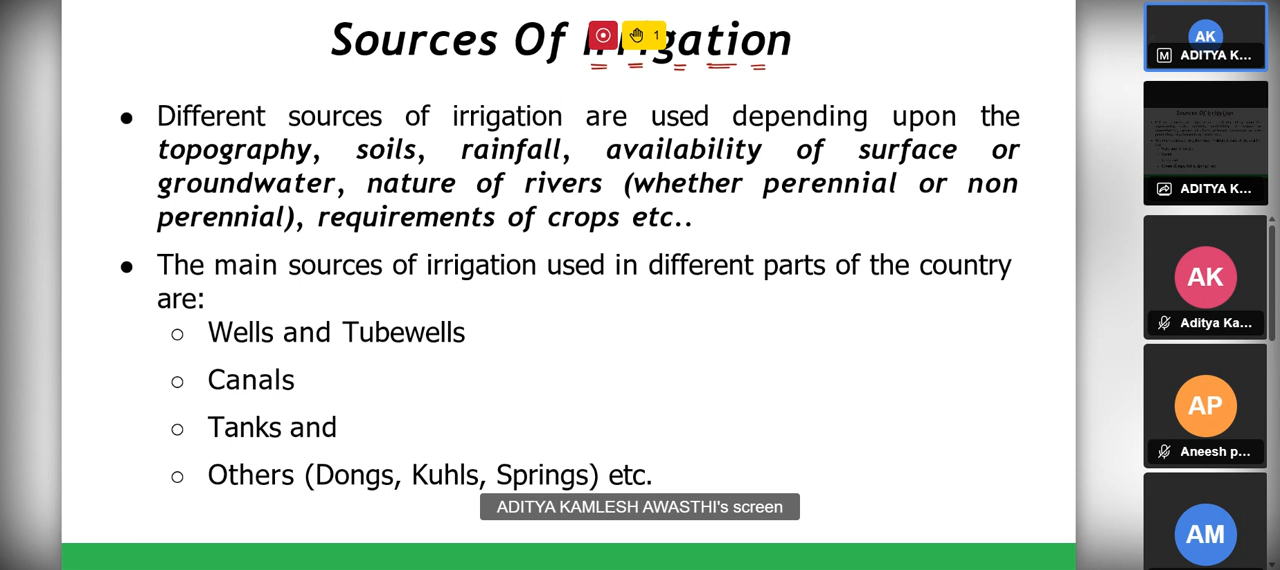 Sources Of Irrigation
1
● Different sources of irrigation are used depending upon the
topography, soils, rainfall, availability of surface or
groundwater, nature of rivers (whether perennial or non
perennial), requirements of crops etc..
● The main sources of irrigation used in different parts of the country
are:
○ Wells and Tubewells
○ Canals
○ Tanks and
○ Others (Dongs, Kuhls, Springs) etc.
ADITYA KAMLESH AWASTHI's screen
AK
M ADITYA K...
ADITYA K...
AK
Aditya Ka...
AP
Aneesh p...
AM